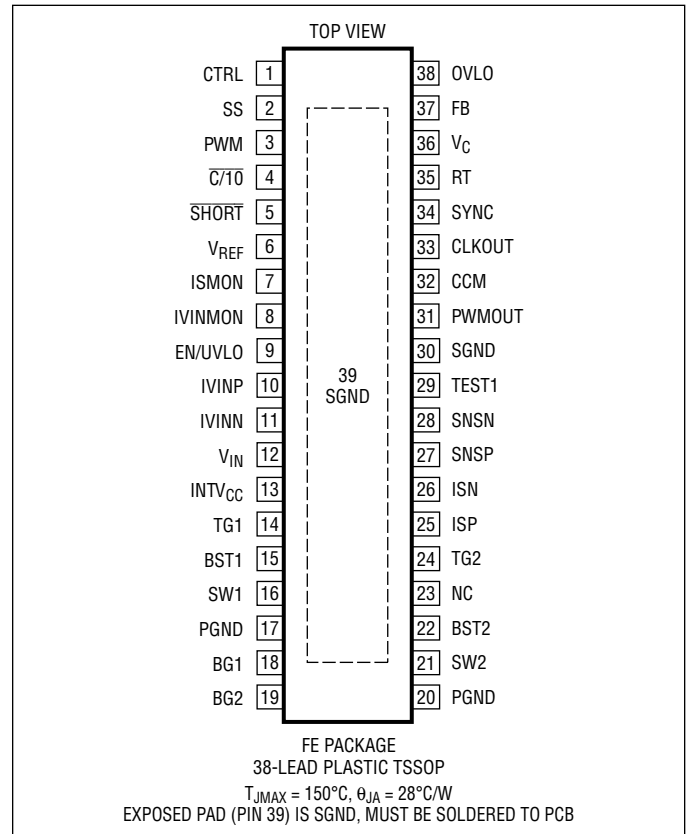 TOP VIEW
CTRL 1
SS 2
PWM 3
C/10 4
SHORT 5
VREF 6
ISMON 7
IVINMON 8
EN/UVLO 9
IVINP 10
IVINN 11
VIN 12
INTVCC 13
TG1 14
BST1 15
SW1 16
PGND 17
BG1 18
BG2 19
39
SGND
38 OVLO
37 FB
36 VC
35 RT
34 SYNC
33 CLKOUT
32 CCM
31 PWMOUT
30 SGND
29 TEST1
28 SNSN
27 SNSP
26 ISN
25 ISP
24 TG2
23 NC
22 BST2
21 SW2
20 PGND
FE PACKAGE
38-LEAD PLASTIC TSSOP
TJMAX = 150°C, θJA = 28°C/W
EXPOSED PAD (PIN 39) IS SGND, MUST BE SOLDERED TO PCB